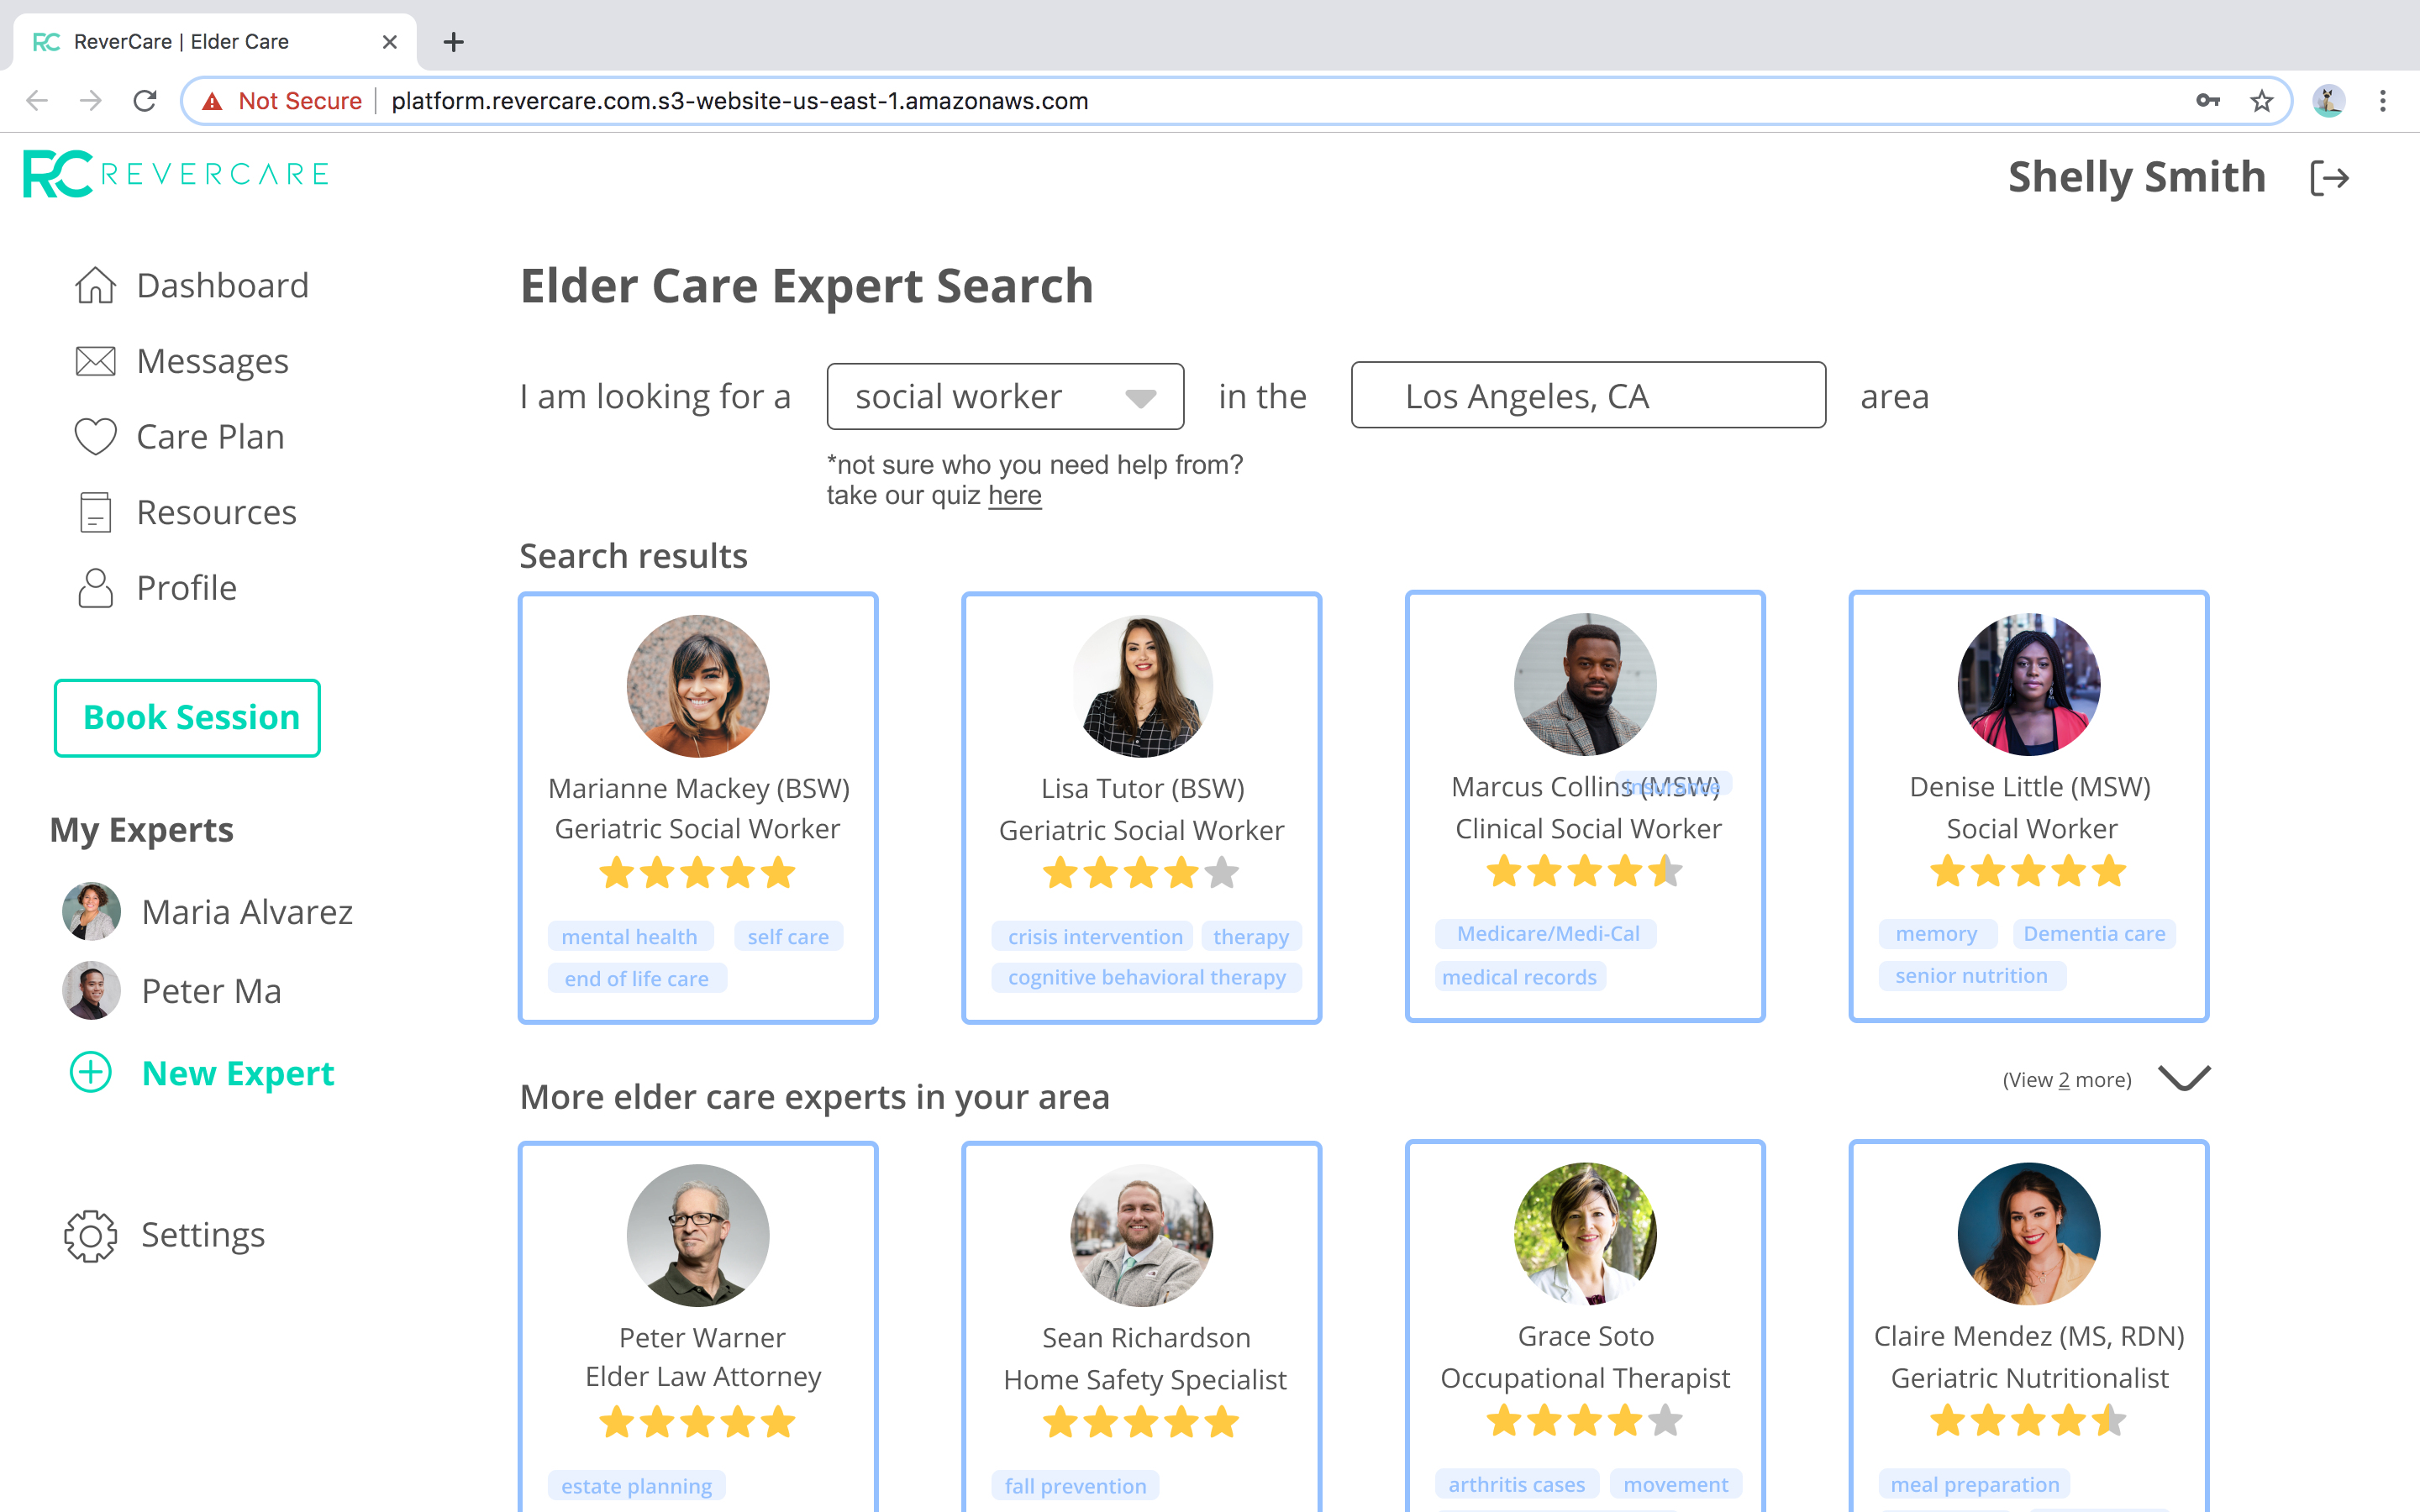 RC ReverCare | Elder Care
Not Secure platform.revercare.com.s3-website-us-east-1.amazonaws.com
RC REVERCARE
Shelly Smith
Dashboard
Messages
Care Plan
Resources
Profile
Book Session
My Experts
Maria Alvarez
Peter Ma
New Expert
Settings
Elder Care Expert Search
I am looking for a social worker in the Los Angeles, CA area
*not sure who you need help from?
take our quiz here
Search results
Marianne Mackey (BSW)
Geriatric Social Worker
mental health self care
end of life care
Lisa Tutor (BSW)
Geriatric Social Worker
crisis intervention therapy
cognitive behavioral therapy
Marcus Collins (MSW)
insurance
Clinical Social Worker
Medicare/Medi-Cal
medical records
Denise Little (MSW)
Social Worker
memory Dementia care
senior nutrition
(View 2 more)
More elder care experts in your area
Peter Warner
Elder Law Attorney
estate planning
Sean Richardson
Home Safety Specialist
fall prevention
Grace Soto
Occupational Therapist
arthritis cases movement
Claire Mendez (MS, RDN)
Geriatric Nutritionalist
meal preparation